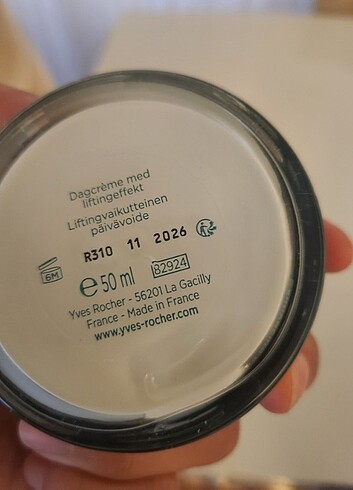 Dagcrème med
liftingeffekt
Liftingvaikutteinen
päivävoide
R310 11 2026
6M
℮ 50 ml 82924
Yves Rocher - 56201 La Gacilly
France - Made in France
www.yves-rocher.com